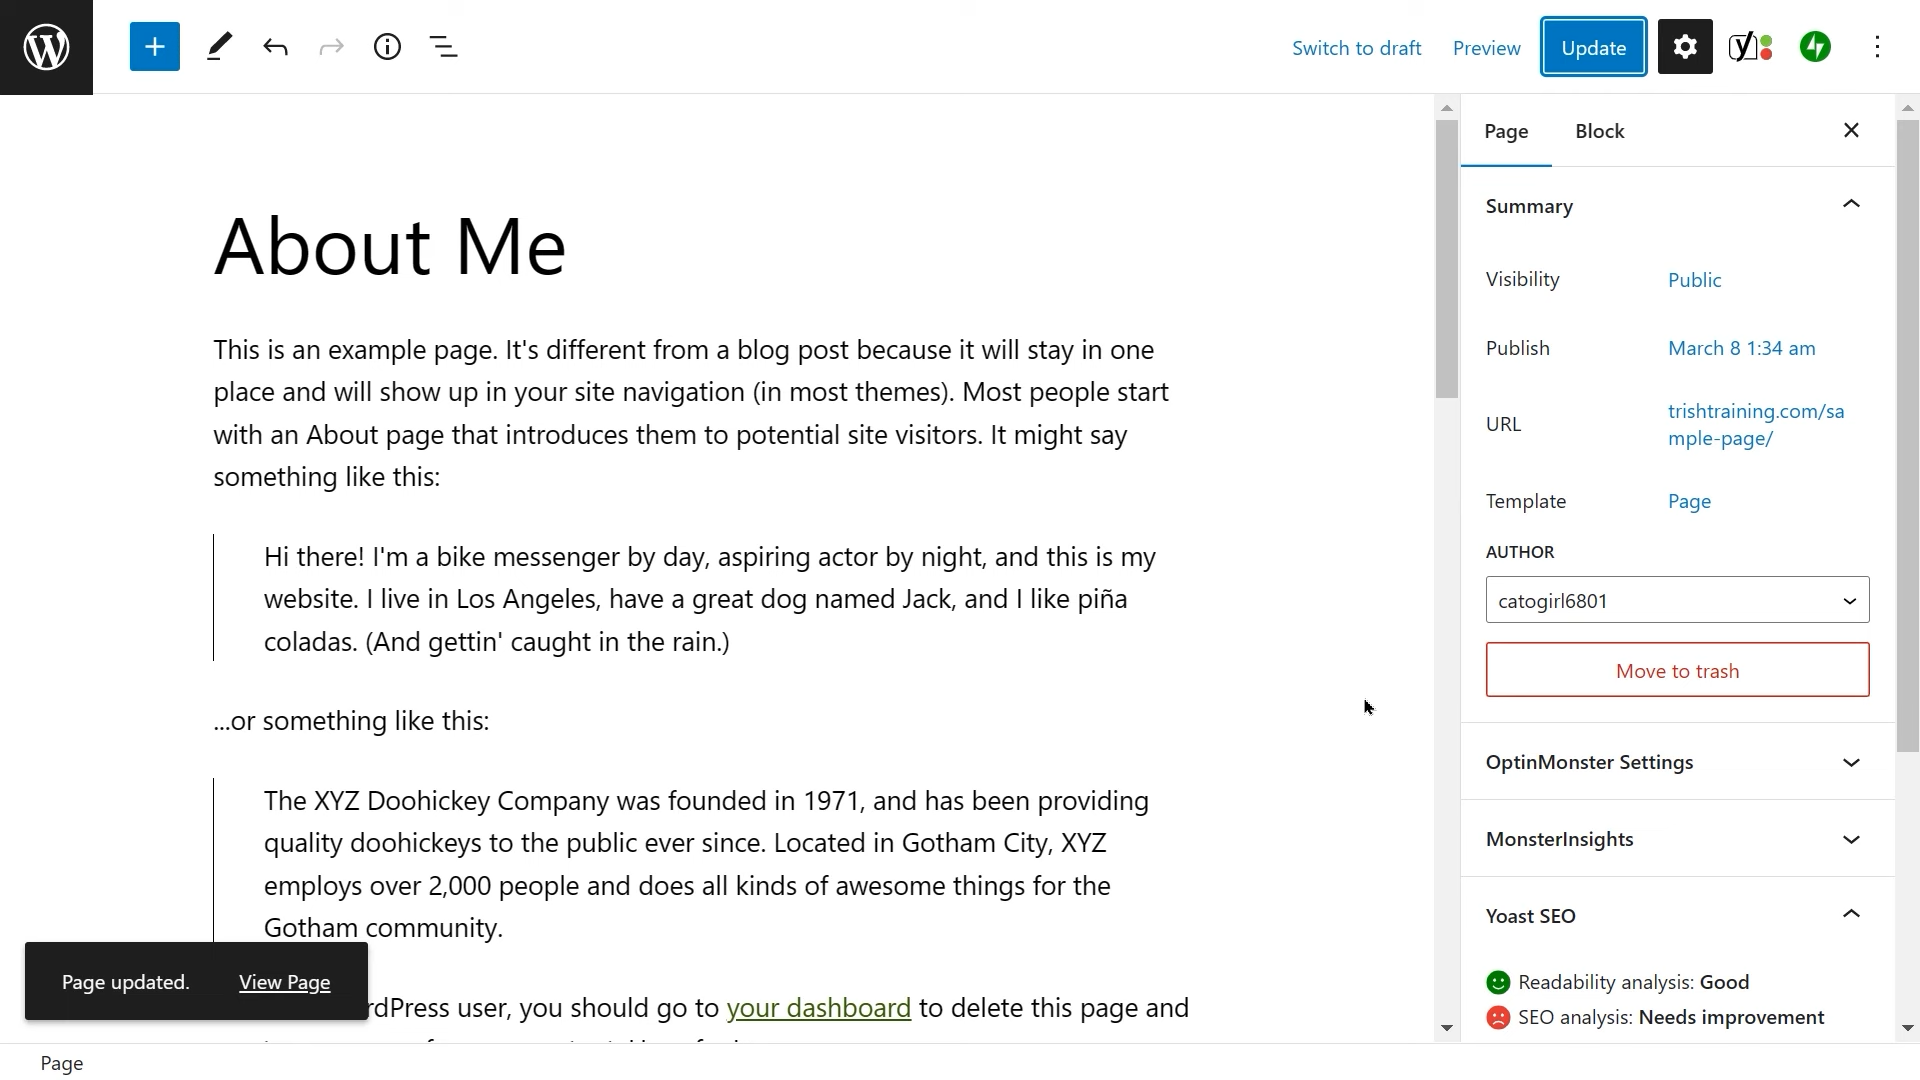 Switch to draft Preview Update
Page Block
Summary
Visibility Public
Publish March 8 1:34 am
URL trishtraining.com/sa
mple-page/
Template Page
AUTHOR
catogirl6801
Move to trash
OptinMonster Settings
MonsterInsights
Yoast SEO
Readability analysis: Good
SEO analysis: Needs improvement
About Me
This is an example page. It's different from a blog post because it will stay in one
place and will show up in your site navigation (in most themes). Most people start
with an About page that introduces them to potential site visitors. It might say
something like this:
Hi there! I'm a bike messenger by day, aspiring actor by night, and this is my
website. I live in Los Angeles, have a great dog named Jack, and I like piña
coladas. (And gettin' caught in the rain.)
...or something like this:
The XYZ Doohickey Company was founded in 1971, and has been providing
quality doohickeys to the public ever since. Located in Gotham City, XYZ
employs over 2,000 people and does all kinds of awesome things for the
Gotham community.
rdPress user, you should go to your dashboard to delete this page and
Page updated. View Page
Page